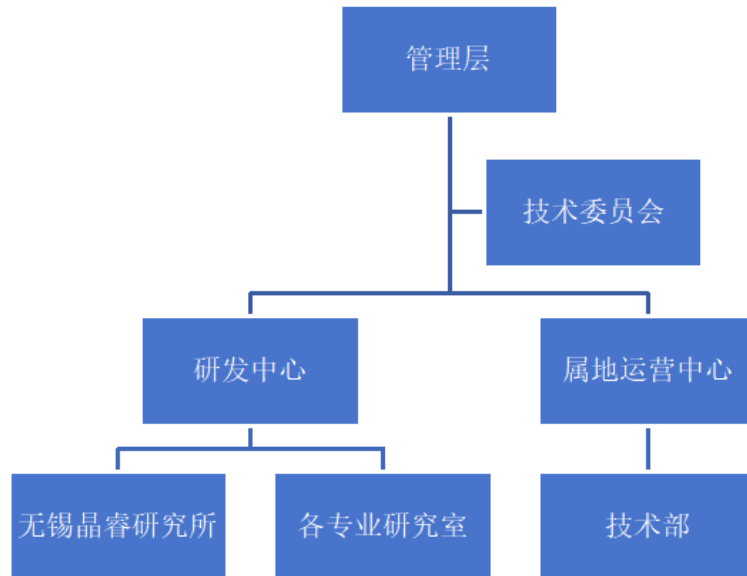 管理层
技术委员会
研发中心
属地运营中心
无锡晶睿研究所
各专业研究室
技术部